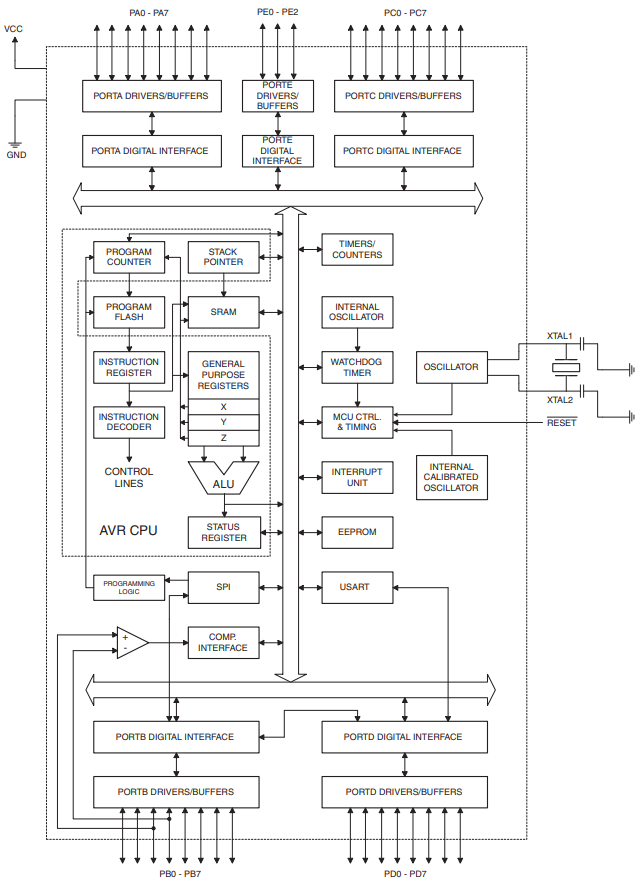 PA0 - PA7
PE0 - PE2
PC0 - PC7
VCC
GND
PORTA DRIVERS/BUFFERS
PORTE
DRIVERS/
BUFFERS
PORTC DRIVERS/BUFFERS
PORTA DIGITAL INTERFACE
PORTE
DIGITAL
INTERFACE
PORTC DIGITAL INTERFACE
PROGRAM
COUNTER
STACK
POINTER
TIMERS/
COUNTERS
PROGRAM
FLASH
SRAM
INTERNAL
OSCILLATOR
XTAL1
INSTRUCTION
REGISTER
GENERAL
PURPOSE
REGISTERS
WATCHDOG
TIMER
OSCILLATOR
XTAL2
X
Y
Z
INSTRUCTION
DECODER
MCU CTRL.
& TIMING
RESET
CONTROL
LINES
ALU
INTERRUPT
UNIT
INTERNAL
CALIBRATED
OSCILLATOR
AVR CPU
STATUS
REGISTER
EEPROM
PROGRAMMING
LOGIC
SPI
USART
+
-
COMP.
INTERFACE
PORTB DIGITAL INTERFACE
PORTD DIGITAL INTERFACE
PORTB DRIVERS/BUFFERS
PORTD DRIVERS/BUFFERS
PB0 - PB7
PD0 - PD7